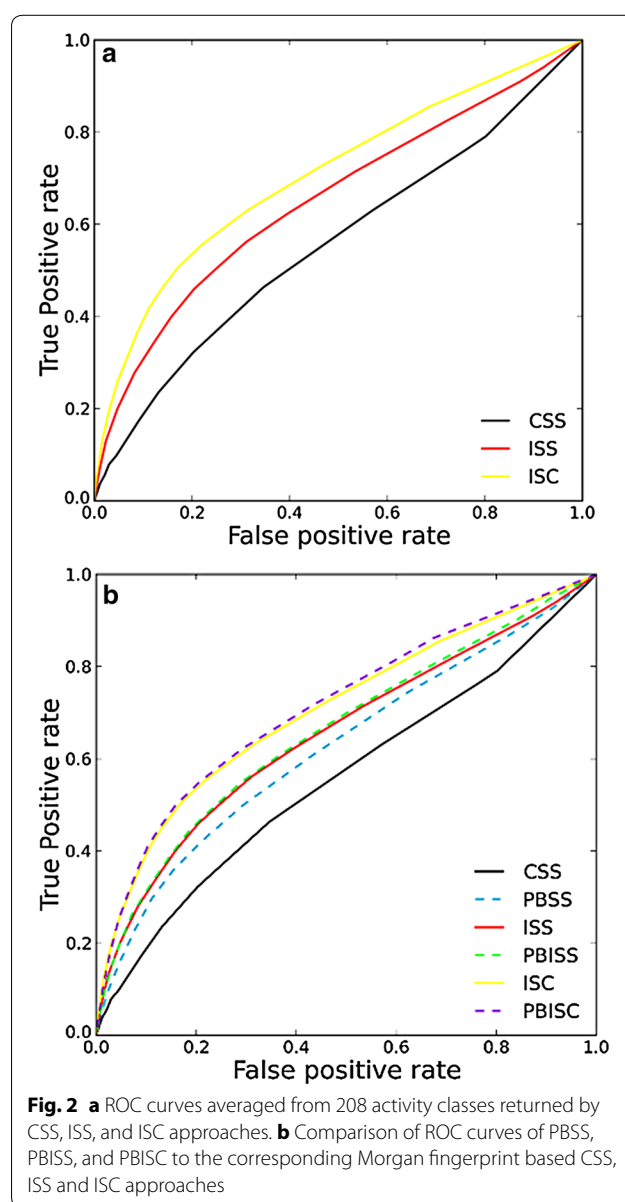 a
1.0
0.8
0.6
0.4
0.2
0.0
True Positive rate
CSS
ISS
ISC
0.0 0.2 0.4 0.6 0.8 1.0
False positive rate
b
1.0
0.8
0.6
0.4
0.2
0.0
True Positive rate
CSS
PBSS
ISS
PBISS
ISC
PBISC
0.0 0.2 0.4 0.6 0.8 1.0
False positive rate
Fig. 2 a ROC curves averaged from 208 activity classes returned by
CSS, ISS, and ISC approaches. b Comparison of ROC curves of PBSS,
PBISS, and PBISC to the corresponding Morgan fingerprint based CSS,
ISS and ISC approaches